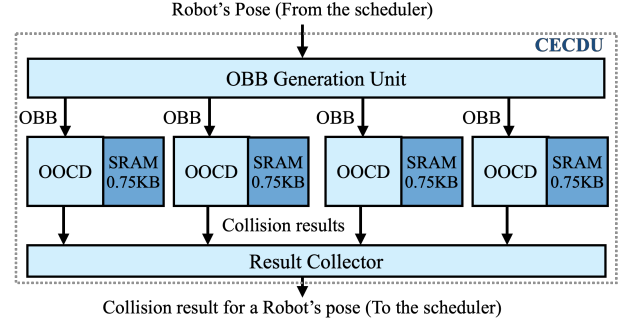 Robot's Pose (From the scheduler)
CECDU
OBB Generation Unit
OBB
OBB
OBB
OBB
OOCD
SRAM
0.75KB
OOCD
SRAM
0.75KB
OOCD
SRAM
0.75KB
OOCD
SRAM
0.75KB
Collision results
Result Collector
Collision result for a Robot's pose (To the scheduler)